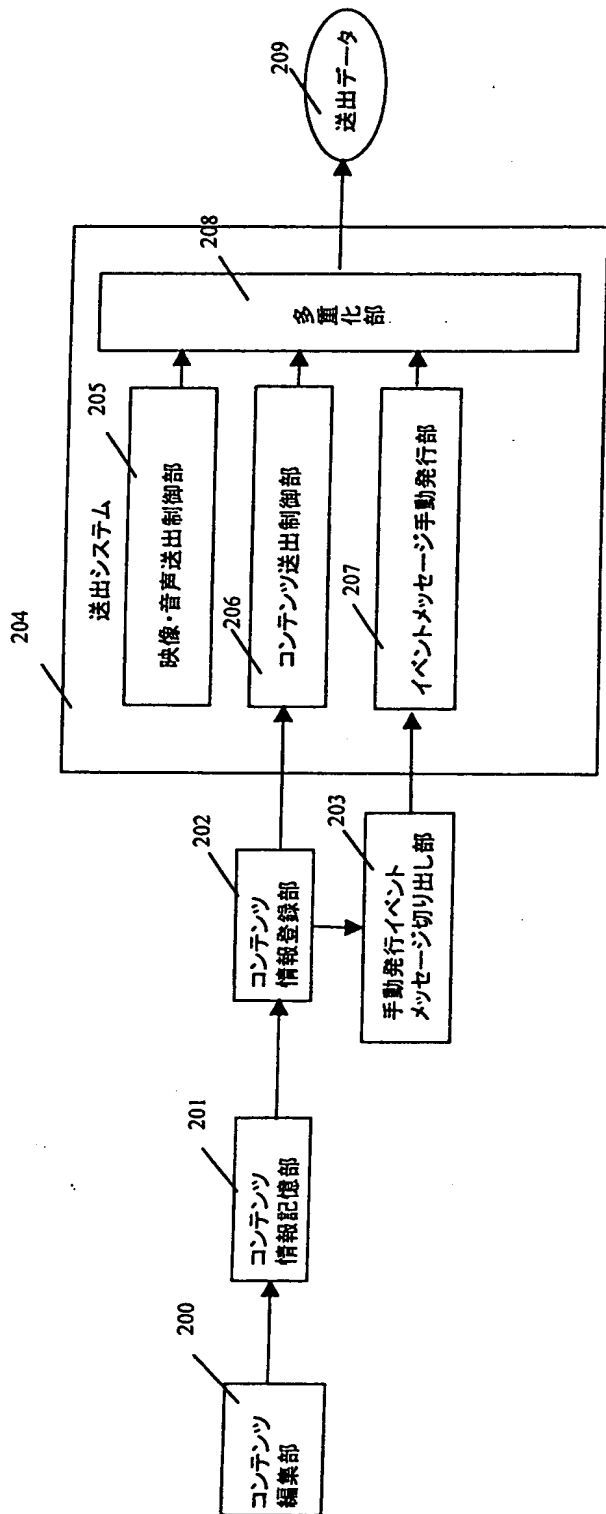 200
コンテンツ
編集部
201
コンテンツ
情報記憶部
202
コンテンツ
情報登録部
203
手動発行イベント
メッセージ切り出し部
204
送出システム
205
映像・音声送出制御部
206
コンテンツ送出制御部
207
イベントメッセージ手動発行部
208
多重化部
209
送出データ